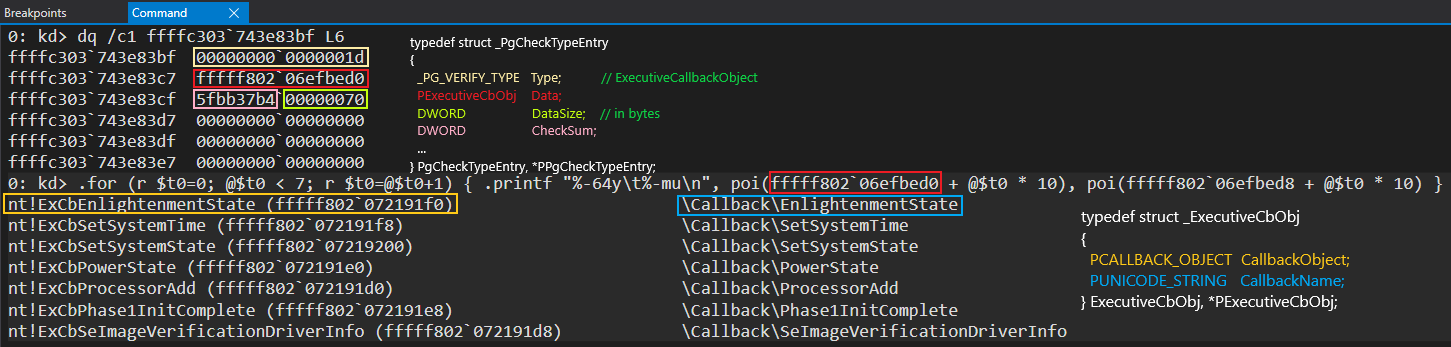 Breakpoints
Command
0: kd> dq /c1 ffffc303`743e83bf L6
ffffc303`743e83bf 00000000`0000001d
ffffc303`743e83c7 fffff802`06efbed0
ffffc303`743e83cf 5fbb37b4`00000070
ffffc303`743e83d7 00000000`00000000
ffffc303`743e83df 00000000`00000000
ffffc303`743e83e7 00000000`00000000
typedef struct _PgCheckTypeEntry
{
_PG_VERIFY_TYPE Type; // ExecutiveCallbackObject
PExecutiveCbObj Data;
DWORD DataSize; // in bytes
DWORD CheckSum;
...
} PgCheckTypeEntry, *PPgCheckTypeEntry;
0: kd> .for (r $t0=0; @$t0 < 7; r $t0=@$t0+1) { .printf "%-64y\t%-mu\n", poi(fffff802`06efbed0 + @$t0 * 10), poi(fffff802`06efbed8 + @$t0 * 10) }
nt!ExCbEnlightenmentState (fffff802`072191f0) \Callback\EnlightenmentState
nt!ExCbSetSystemTime (fffff802`072191f8) \Callback\SetSystemTime
nt!ExCbSetSystemState (fffff802`07219200) \Callback\SetSystemState
nt!ExCbPowerState (fffff802`072191e0) \Callback\PowerState
nt!ExCbProcessorAdd (fffff802`072191d0) \Callback\ProcessorAdd
nt!ExCbPhase1InitComplete (fffff802`072191e8) \Callback\Phase1InitComplete
nt!ExCbSeImageVerificationDriverInfo (fffff802`072191d8) \Callback\SeImageVerificationDriverInfo
typedef struct _ExecutiveCbObj
{
PCALLBACK_OBJECT CallbackObject;
PUNICODE_STRING CallbackName;
} ExecutiveCbObj, *PExecutiveCbObj;